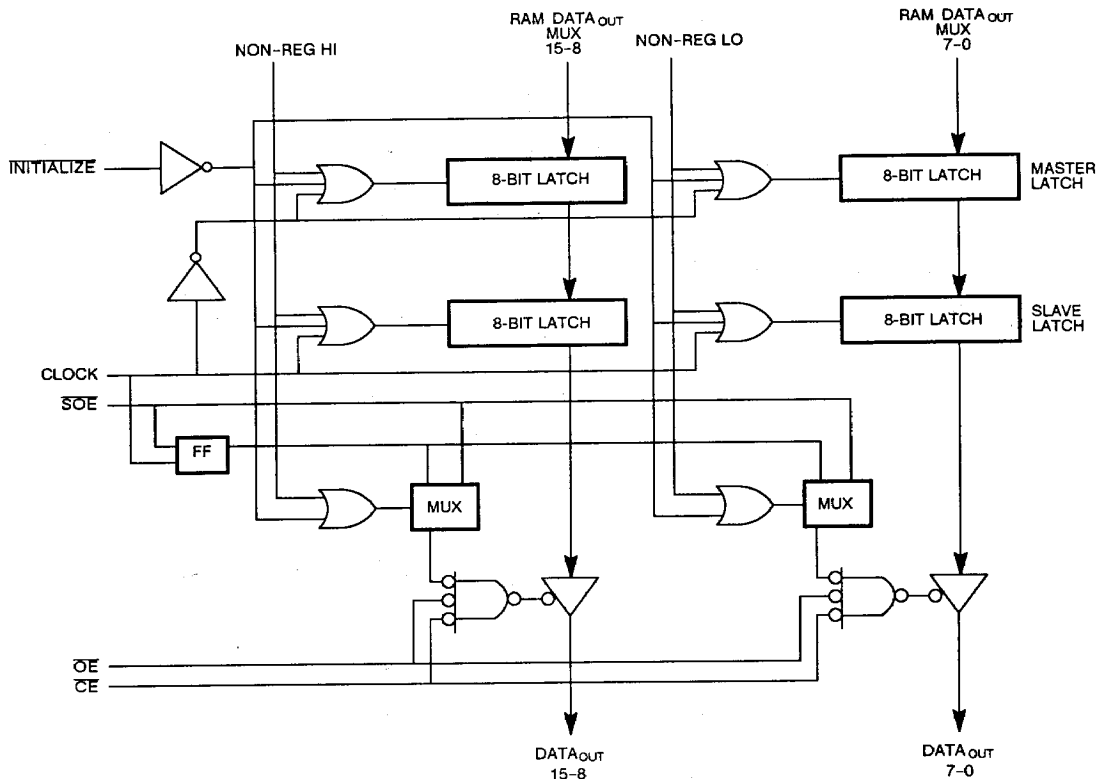 RAM DATAOUT
MUX
15-8
RAM DATAOUT
MUX
7-0
NON-REG HI
NON-REG LO
INITIALIZE
8-BIT LATCH
8-BIT LATCH
MASTER
LATCH
8-BIT LATCH
8-BIT LATCH
SLAVE
LATCH
CLOCK
SOE
FF
MUX
MUX
OE
CE
DATAOUT
15-8
DATAOUT
7-0